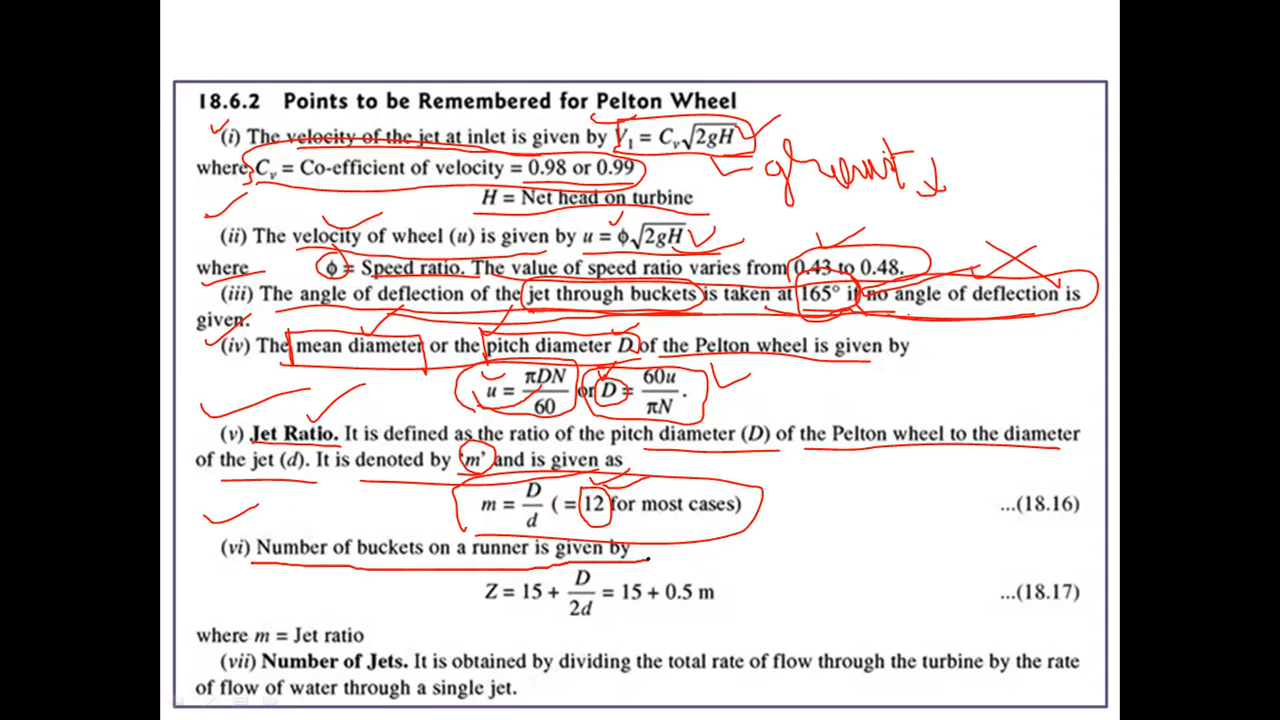 18.6.2 Points to be Remembered for Pelton Wheel
(i) The velocity of the jet at inlet is given by V₁ = Cᵥ√2gH
where Cᵥ = Co-efficient of velocity = 0.98 or 0.99
H = Net head on turbine
(ii) The velocity of wheel (u) is given by u = ϕ√2gH
where ϕ = Speed ratio. The value of speed ratio varies from 0.43 to 0.48.
(iii) The angle of deflection of the jet through buckets is taken at 165° if no angle of deflection is
given.
(iv) The mean diameter or the pitch diameter D of the Pelton wheel is given by
u = πDN/60 or D = 60u/πN.
(v) Jet Ratio. It is defined as the ratio of the pitch diameter (D) of the Pelton wheel to the diameter
of the jet (d). It is denoted by 'm' and is given as
m = D/d ( = 12 for most cases) ...(18.16)
(vi) Number of buckets on a runner is given by
Z = 15 + D/2d = 15 + 0.5 m ...(18.17)
where m = Jet ratio
(vii) Number of Jets. It is obtained by dividing the total rate of flow through the turbine by the rate
of flow of water through a single jet.